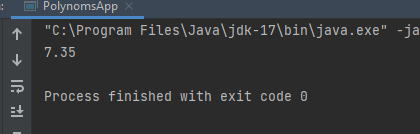 PolynomsApp
"C:\Program Files\Java\jdk-17\bin\java.exe" -ja
7.35
Process finished with exit code 0